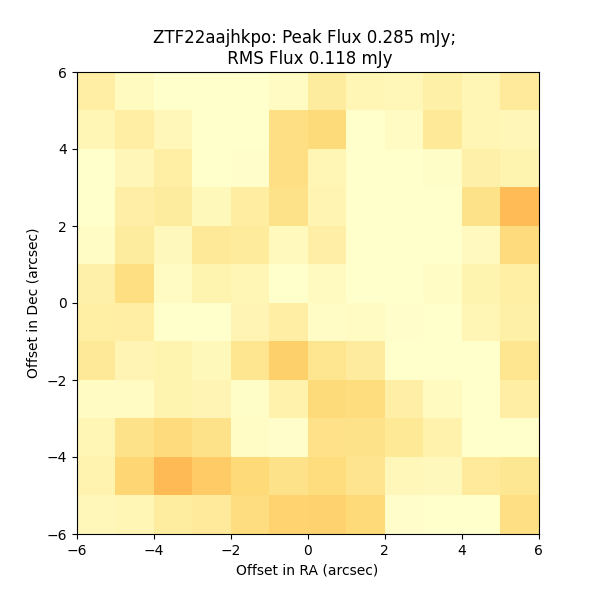 ZTF22aajhkpo: Peak Flux 0.285 mJy;
RMS Flux 0.118 mJy
6
4
2
0
−2
−4
−6
Offset in Dec (arcsec)
−6 −4 −2 0 2 4 6
Offset in RA (arcsec)